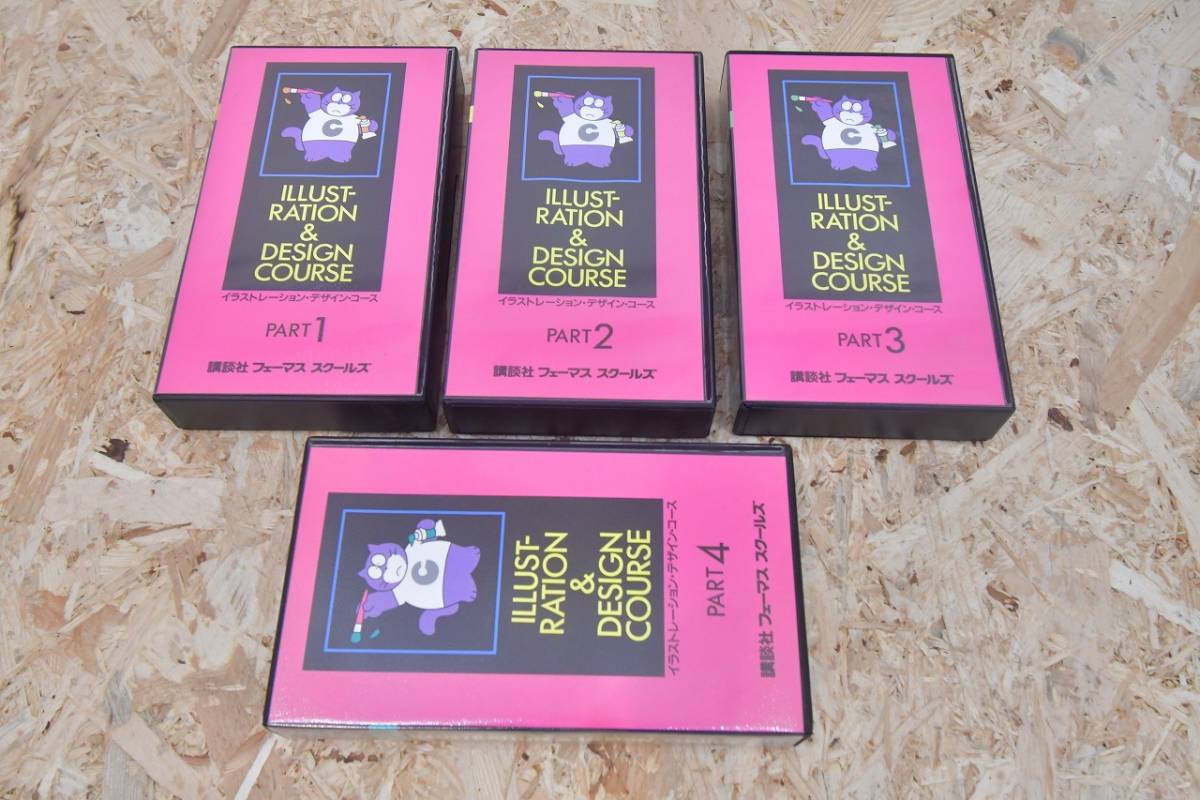 C
ILLUST-
RATION
&
DESIGN
COURSE
イラストレーション・デザイン・コース
PART 1
講談社 フェーマス スクールズ
C
ILLUST-
RATION
&
DESIGN
COURSE
イラストレーション・デザイン・コース
PART 2
講談社 フェーマス スクールズ
C
ILLUST-
RATION
&
DESIGN
COURSE
イラストレーション・デザイン・コース
PART 3
講談社 フェーマス スクールズ
C
ILLUST-
RATION
&
DESIGN
COURSE
イラストレーション・デザイン・コース
PART 4
講談社 フェーマス スクールズ